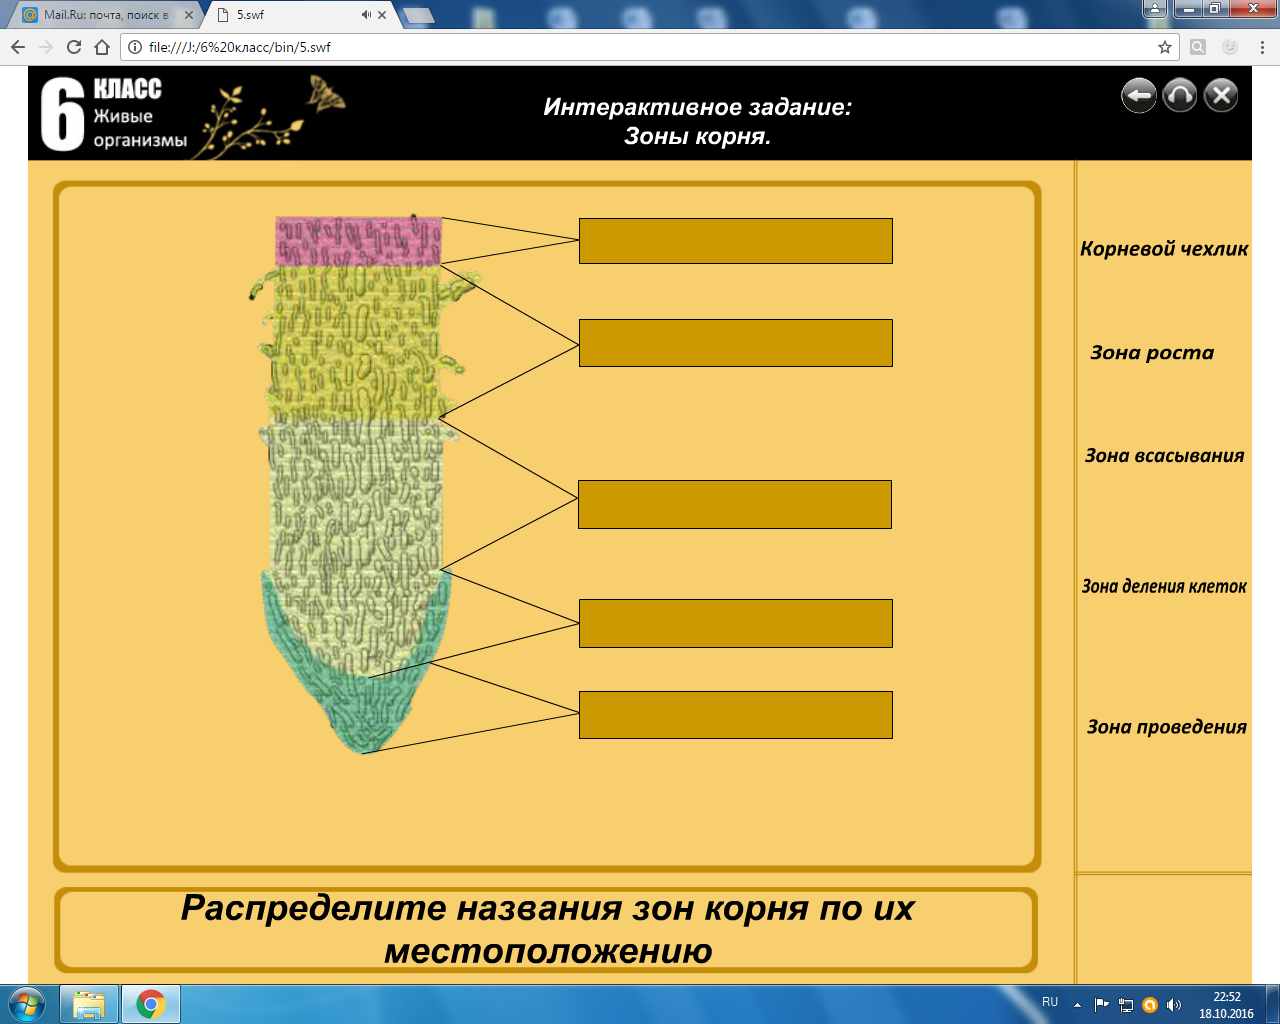 Mail.Ru: почта, поиск в
5.swf
file:///J:/6%20класс/bin/5.swf
6 КЛАСС
Живые
организмы
Интерактивное задание:
Зоны корня.
Корневой чехлик
Зона роста
Зона всасывания
Зона деления клеток
Зона проведения
Распределите названия зон корня по их
местоположению
RU
22:52
18.10.2016